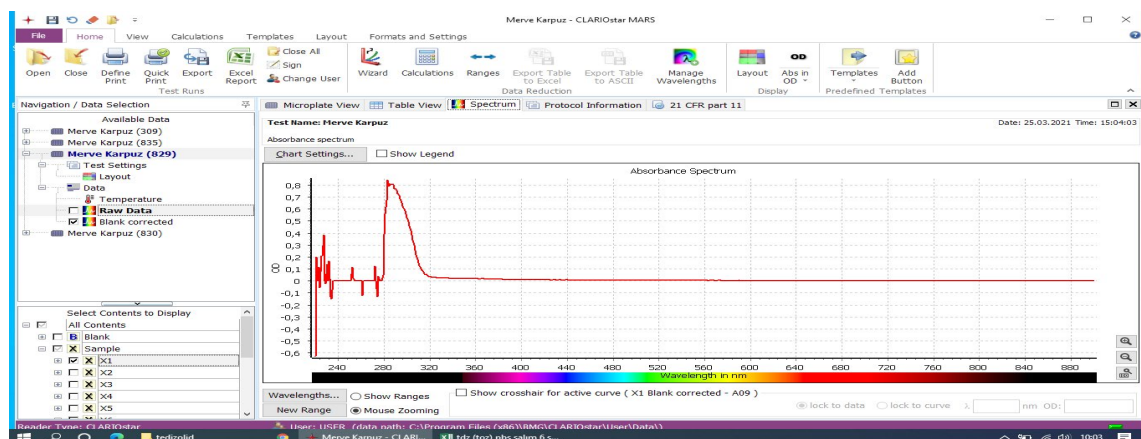 Merve Karpuz - CLARIOstar MARS
File Home View Calculations Templates Layout Formats and Settings
Open Close Define Print Quick Print Export Excel Report Close All Sign Change User Wizard Calculations Ranges Export Table to Excel Export Table to ASCII Manage Wavelengths Layout OD Abs in OD Templates Add Button
Test Runs Data Reduction Display Predefined Templates
Navigation / Data Selection
Microplate View Table View Spectrum Protocol Information 21 CFR part 11
Available Data
Merve Karpuz (309)
Merve Karpuz (835)
Merve Karpuz (829)
Test Settings
Layout
Data
Temperature
Raw Data
Blank corrected
Merve Karpuz (830)
Select Contents to Display
All Contents
B Blank
X Sample
X X1
X X2
X X3
X X4
X X5
Test Name: Merve Karpuz Date: 25.03.2021 Time: 15:04:03
Absorbance spectrum
Chart Settings... Show Legend
Absorbance Spectrum
0,8
0,7
0,6
0,5
0,4
0,3
0,2
0,1
0
-0,1
-0,2
-0,3
-0,4
-0,5
-0,6
OD
240 280 320 360 400 440 480 520 560 600 640 680 720 760 800 840 880
Wavelength in nm
Wavelengths... Show Ranges Show crosshair for active curve ( X1 Blank corrected - A09 )
New Range Mouse Zooming lock to data lock to curve λ nm OD:
Reader Type: CLARIOstar User: USER (data path: C:\Program Files (x86)\BMG\CLARIOstar\User\Data\)
tedizolid Merve Karpuz - CLARI... tdz (toz) pbs salım 6 s... 10:03